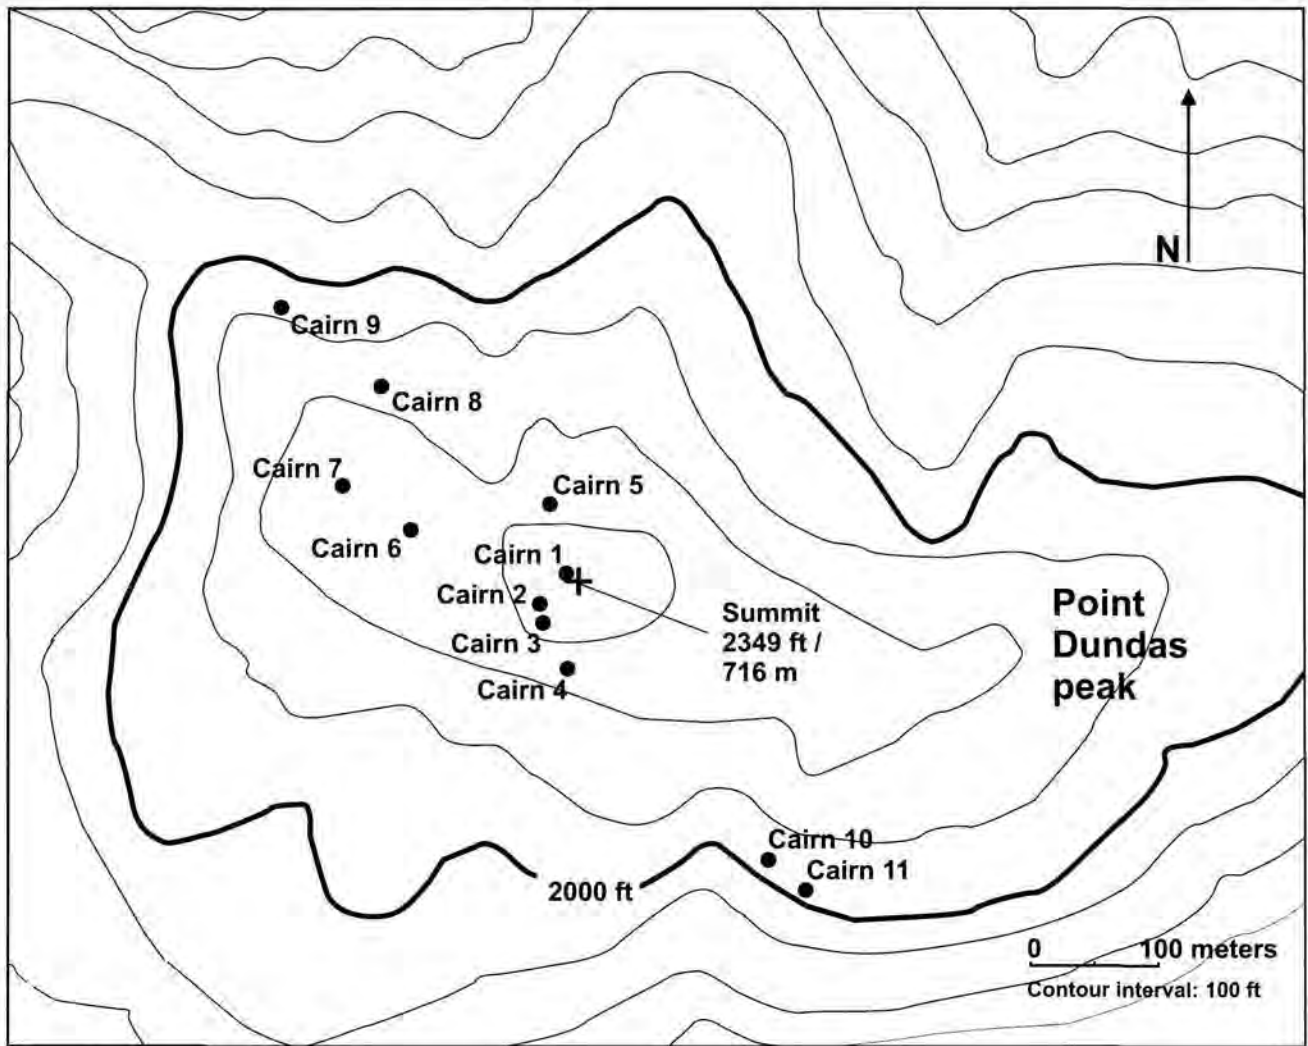 N
Cairn 9
Cairn 8
Cairn 7
Cairn 5
Cairn 6
Cairn 1
Cairn 2
Cairn 3
Cairn 4
Summit
2349 ft /
716 m
Point
Dundas
peak
Cairn 10
Cairn 11
2000 ft
0 100 meters
Contour interval: 100 ft